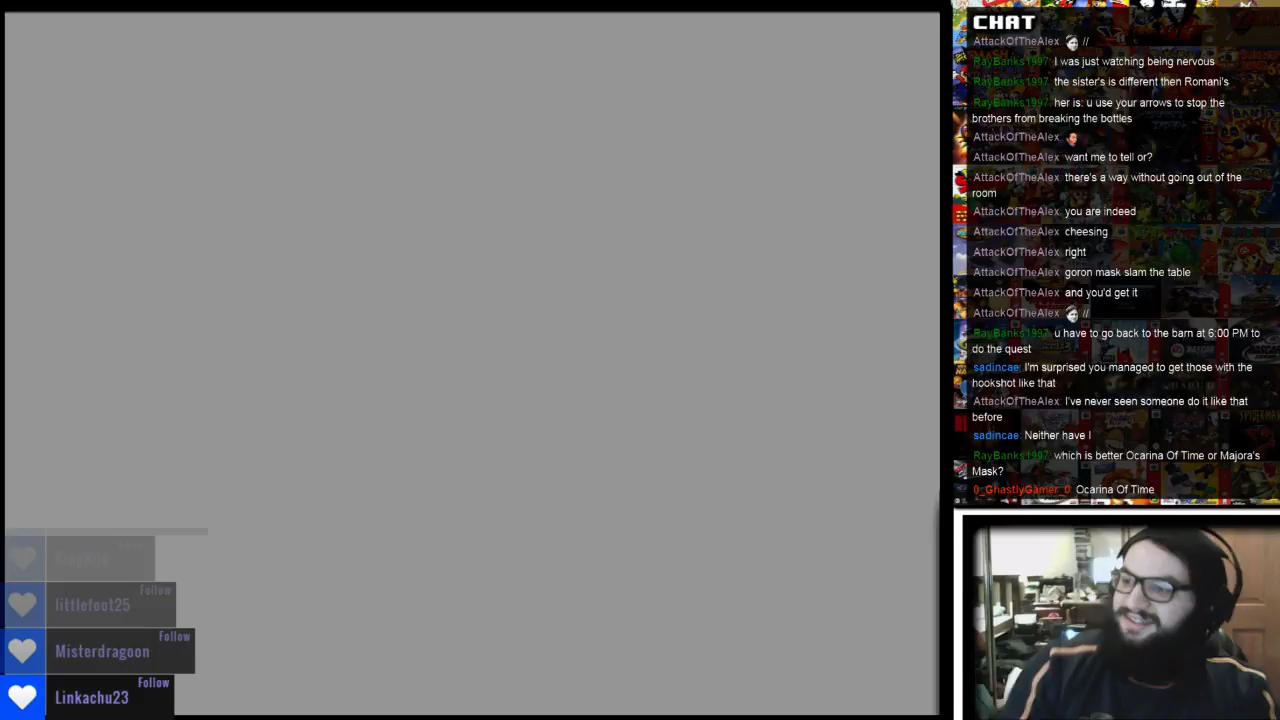 CHAT
AttackOfTheAlex: //
RayBanks1997: I was just watching being nervous
RayBanks1997: the sister's is different then Romani's
RayBanks1997: her is: u use your arrows to stop the
brothers from breaking the bottles
AttackOfTheAlex:
AttackOfTheAlex: want me to tell or?
AttackOfTheAlex: there's a way without going out of the
room
AttackOfTheAlex: you are indeed
AttackOfTheAlex: cheesing
AttackOfTheAlex: right
AttackOfTheAlex: goron mask slam the table
AttackOfTheAlex: and you'd get it
AttackOfTheAlex: //
RayBanks1997: u have to go back to the barn at 6:00 PM to
do the quest
sadincae: I'm surprised you managed to get those with the
hookshot like that
AttackOfTheAlex: I've never seen someone do it like that
before
sadincae: Neither have I
RayBanks1997: which is better Ocarina Of Time or Majora's
Mask?
0_GhastlyGamer_0: Ocarina Of Time
littlefoot25 Follow
Misterdragoon Follow
Linkachu23 Follow